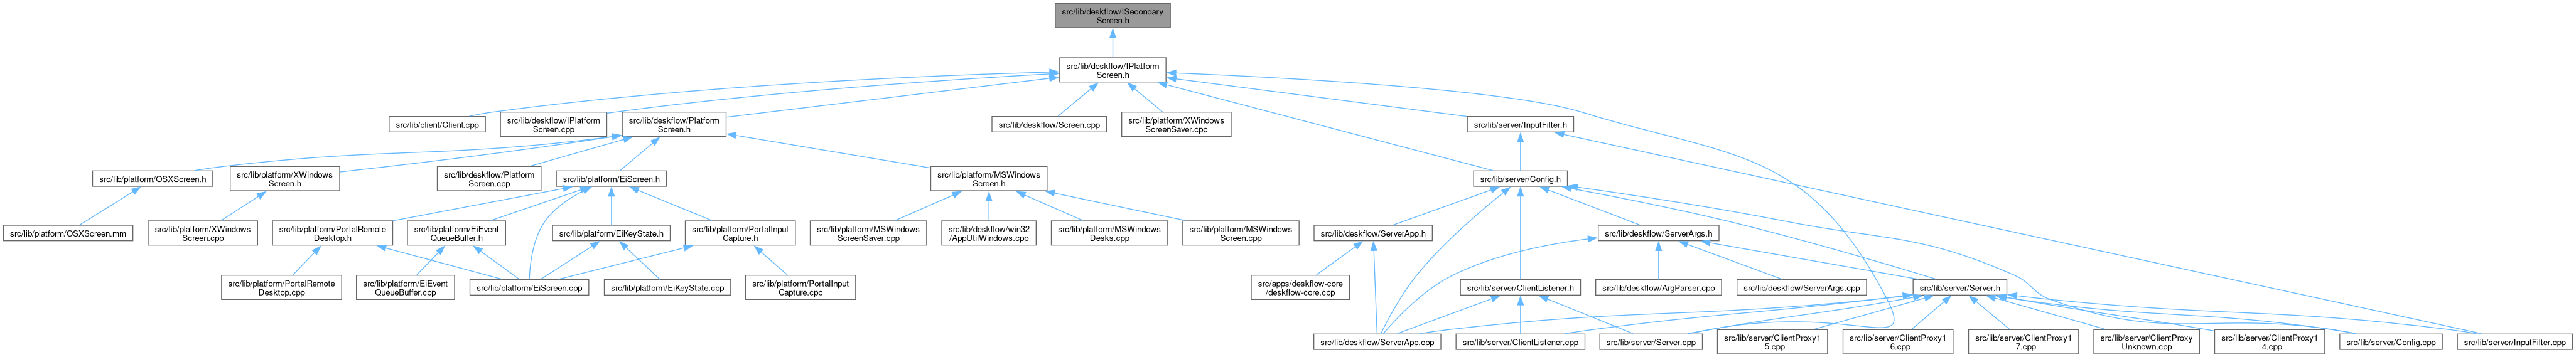 src/lib/deskflow/ISecondary
Screen.h
src/lib/deskflow/IPlatform
Screen.h
src/lib/client/Client.cpp
src/lib/deskflow/IPlatform
Screen.cpp
src/lib/deskflow/Platform
Screen.h
src/lib/deskflow/Screen.cpp
src/lib/platform/XWindows
ScreenSaver.cpp
src/lib/server/InputFilter.h
src/lib/platform/OSXScreen.h
src/lib/platform/XWindows
Screen.h
src/lib/deskflow/Platform
Screen.cpp
src/lib/platform/EiScreen.h
src/lib/platform/MSWindows
Screen.h
src/lib/server/Config.h
src/lib/platform/OSXScreen.mm
src/lib/platform/XWindows
Screen.cpp
src/lib/platform/PortalRemote
Desktop.h
src/lib/platform/EiEvent
QueueBuffer.h
src/lib/platform/EiKeyState.h
src/lib/platform/PortalInput
Capture.h
src/lib/platform/MSWindows
ScreenSaver.cpp
src/lib/deskflow/win32
/AppUtilWindows.cpp
src/lib/platform/MSWindows
Desks.cpp
src/lib/platform/MSWindows
Screen.cpp
src/lib/deskflow/ServerApp.h
src/lib/deskflow/ServerArgs.h
src/lib/platform/PortalRemote
Desktop.cpp
src/lib/platform/EiEvent
QueueBuffer.cpp
src/lib/platform/EiScreen.cpp
src/lib/platform/EiKeyState.cpp
src/lib/platform/PortalInput
Capture.cpp
src/apps/deskflow-core
/deskflow-core.cpp
src/lib/server/ClientListener.h
src/lib/deskflow/ArgParser.cpp
src/lib/deskflow/ServerArgs.cpp
src/lib/server/Server.h
src/lib/deskflow/ServerApp.cpp
src/lib/server/ClientListener.cpp
src/lib/server/Server.cpp
src/lib/server/ClientProxy1
_5.cpp
src/lib/server/ClientProxy1
_6.cpp
src/lib/server/ClientProxy1
_7.cpp
src/lib/server/ClientProxy
Unknown.cpp
src/lib/server/ClientProxy1
_4.cpp
src/lib/server/Config.cpp
src/lib/server/InputFilter.cpp